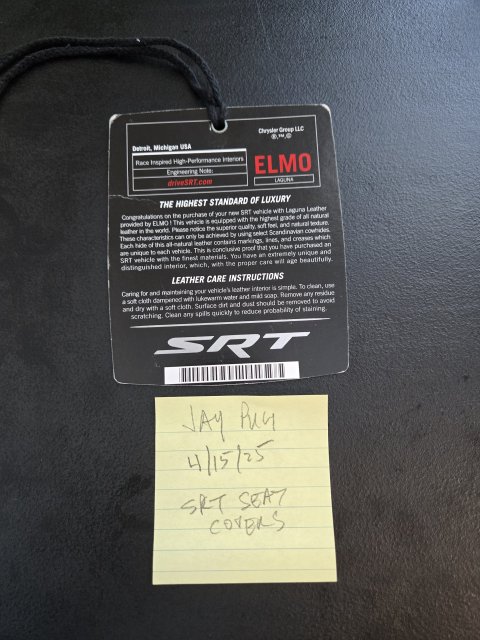 Chrysler Group LLC
®,™,©
Detroit, Michigan USA
Race Inspired High-Performance Interiors
Engineering Note:
driveSRT.com
ELMO
LAGUNA
THE HIGHEST STANDARD OF LUXURY
Congratulations on the purchase of your new SRT vehicle with Laguna Leather
provided by ELMO ! This vehicle is equipped with the highest grade of all natural
leather in the world. Please notice the superior quality, soft feel, and natural texture.
These characteristics can only be achieved by using select Scandinavian cowhides.
Each hide of this all-natural leather contains markings, lines, and creases which
are unique to each vehicle. This is conclusive proof that you have purchased an
SRT vehicle with the finest materials. You have an extremely unique and
distinguished interior, which, with the proper care will age beautifully.
LEATHER CARE INSTRUCTIONS
Caring for and maintaining your vehicle's leather interior is simple. To clean, use
a soft cloth dampened with lukewarm water and mild soap. Remove any residue
and dry with a soft cloth. Surface dirt and dust should be removed to avoid
scratching. Clean any spills quickly to reduce probability of staining.
SRT
JAY
4/15/25
SRT SEAT
COVERS